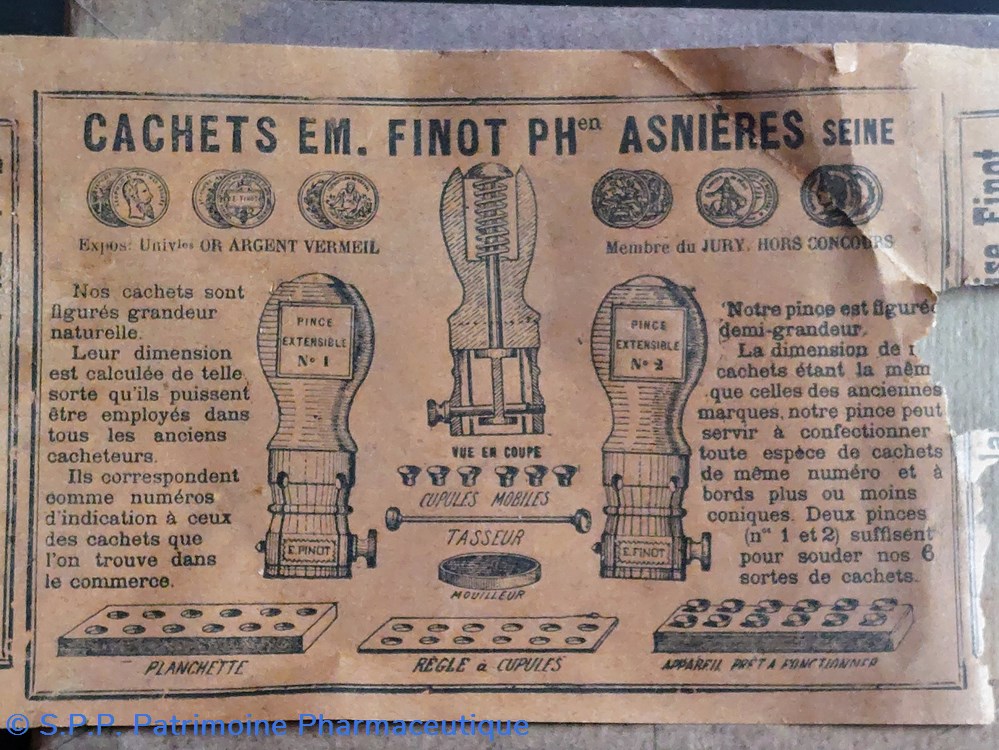 CACHETS EM. FINOT PHen ASNIÈRES SEINE
Expos: Univles OR ARGENT VERMEIL
Membre du JURY, HORS CONCOURS
Nos cachets sont
figurés grandeur
naturelle.
Leur dimension
est calculée de telle
sorte qu'ils puissent
être employés dans
tous les anciens
cacheteurs.
Ils correspondent
comme numéros
d'indication à ceux
des cachets que
l'on trouve dans
le commerce.
PINCE
EXTENSIBLE
No 1
E. FINOT
VUE EN COUPE
CUPULES MOBILES
TASSEUR
MOUILLEUR
PINCE
EXTENSIBLE
No 2
E. FINOT
Notre pince est figuré
demi-grandeur.
La dimension de
cachets étant la mêm
que celles des anciennes
marques, notre pince peut
servir à confectionner
toute espèce de cachets
de même numéro et à
bords plus ou moins
coniques. Deux pinces
(nos 1 et 2) suffisent
pour souder nos 6
sortes de cachets.
PLANCHETTE
RÈGLE à CUPULES
APPAREIL PRÊT A FONCTIONNER
Finot
© S.P.P. Patrimoine Pharmaceutique